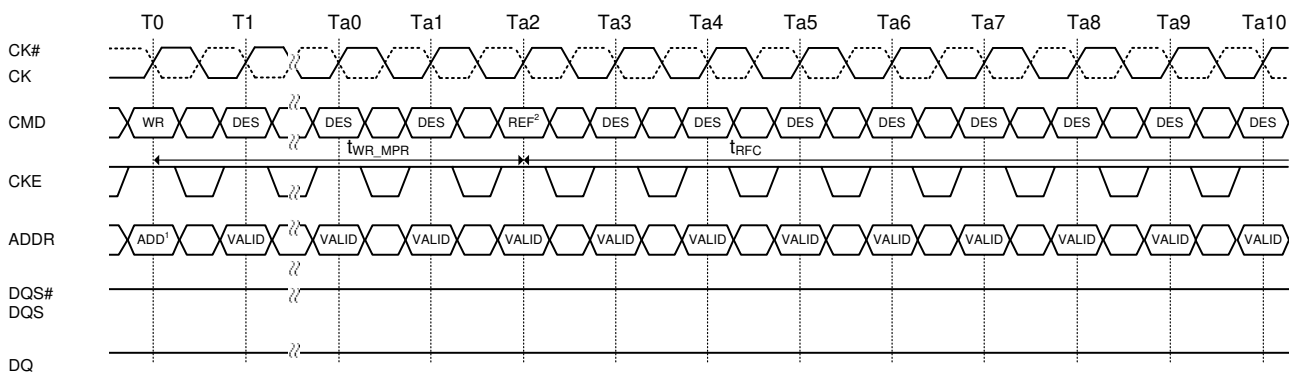 T0 T1 Ta0 Ta1 Ta2 Ta3 Ta4 Ta5 Ta6 Ta7 Ta8 Ta9 Ta10
CK#
CK
CMD WR DES DES DES REF² DES DES DES DES DES DES DES DES
tWR_MPR tRFC
CKE
ADDR ADD¹ VALID VALID VALID VALID VALID VALID VALID VALID VALID VALID VALID VALID
DQS#
DQS
DQ